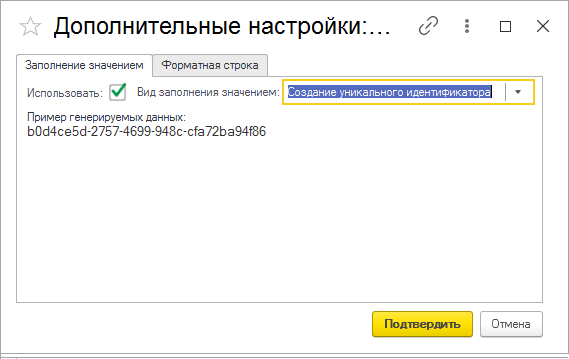 Дополнительные настройки:...
Заполнение значением Форматная строка
Использовать: Вид заполнения значением: Создание уникального идентификатора
Пример генерируемых данных:
b0d4ce5d-2757-4699-948c-cfa72ba94f86
Подтвердить Отмена